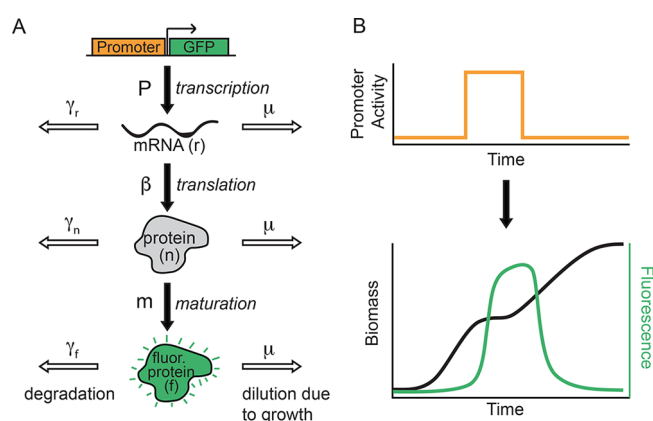 A
Promoter
GFP
P
transcription
γr
μ
mRNA (r)
β
translation
γn
μ
protein
(n)
m
maturation
γf
μ
fluor.
protein
(f)
degradation
dilution due
to growth
B
Promoter
Activity
Time
Biomass
Fluorescence
Time